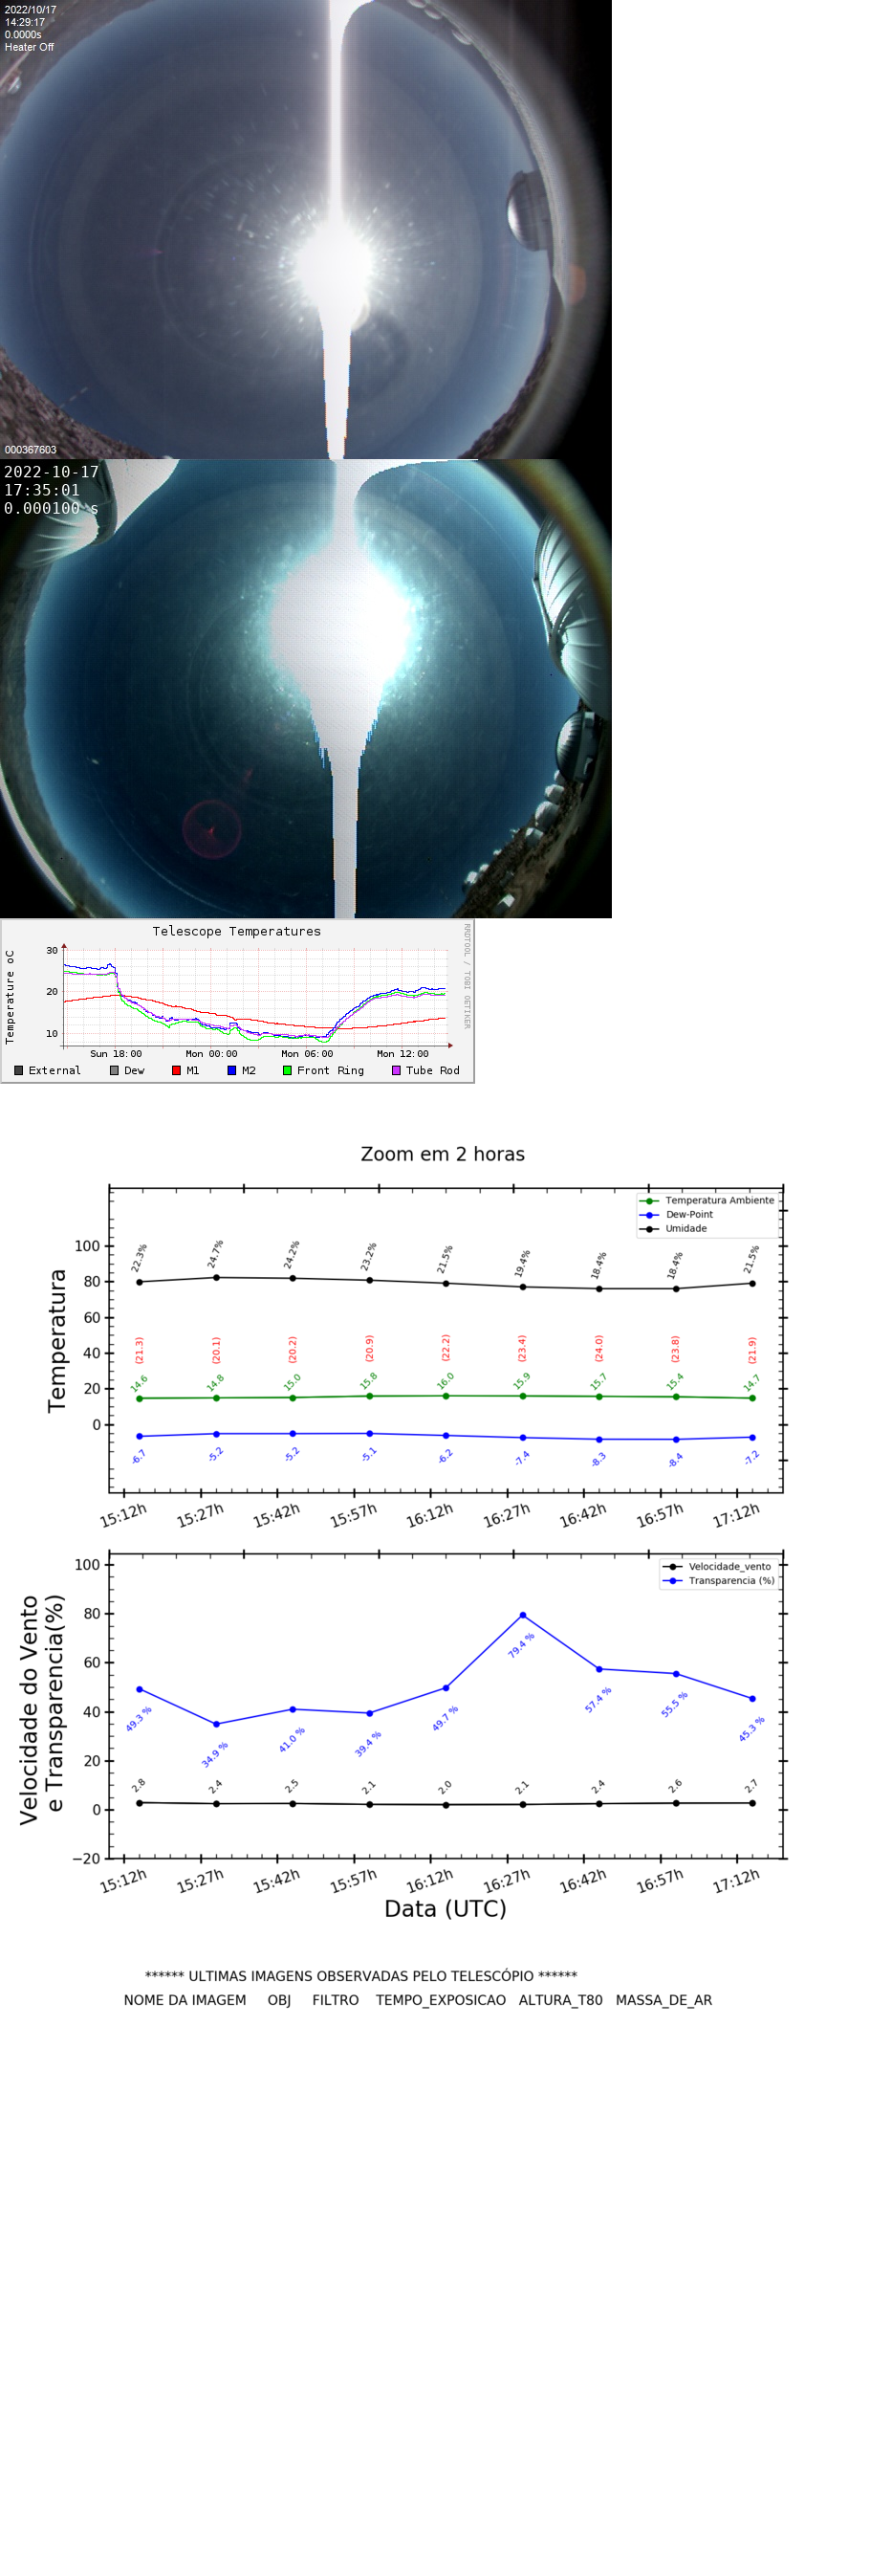 2022/10/17
14:29:17
0.0000s
Heater Off
000367603
2022-10-17
17:35:01
0.000100 s
Telescope Temperatures
RRDTOOL / TOBI OETIKER
Temperature oC
30
20
10
Sun 18:00 Mon 00:00 Mon 06:00 Mon 12:00
External Dew M1 M2 Front Ring Tube Rod
Zoom em 2 horas
Temperatura Ambiente
Dew-Point
Umidade
Temperatura
100
80
60
40
20
0
22.3% 24.7% 24.2% 23.2% 21.5% 19.4% 18.4% 18.4% 21.5%
(21.3) (20.1) (20.2) (20.9) (22.2) (23.4) (24.0) (23.8) (21.9)
14.6 14.8 15.0 15.8 16.0 15.9 15.7 15.4 14.7
-6.7 -5.2 -5.2 -5.1 -6.2 -7.4 -8.3 -8.4 -7.2
15:12h 15:27h 15:42h 15:57h 16:12h 16:27h 16:42h 16:57h 17:12h
Velocidade_vento
Transparencia (%)
Velocidade do Vento
e Transparencia(%)
100
80
60
40
20
0
−20
49.3 % 34.9 % 41.0 % 39.4 % 49.7 % 79.4 % 57.4 % 55.5 % 45.3 %
2.8 2.4 2.5 2.1 2.0 2.1 2.4 2.6 2.7
15:12h 15:27h 15:42h 15:57h 16:12h 16:27h 16:42h 16:57h 17:12h
Data (UTC)
****** ULTIMAS IMAGENS OBSERVADAS PELO TELESCÓPIO ******
NOME DA IMAGEM OBJ FILTRO TEMPO_EXPOSICAO ALTURA_T80 MASSA_DE_AR